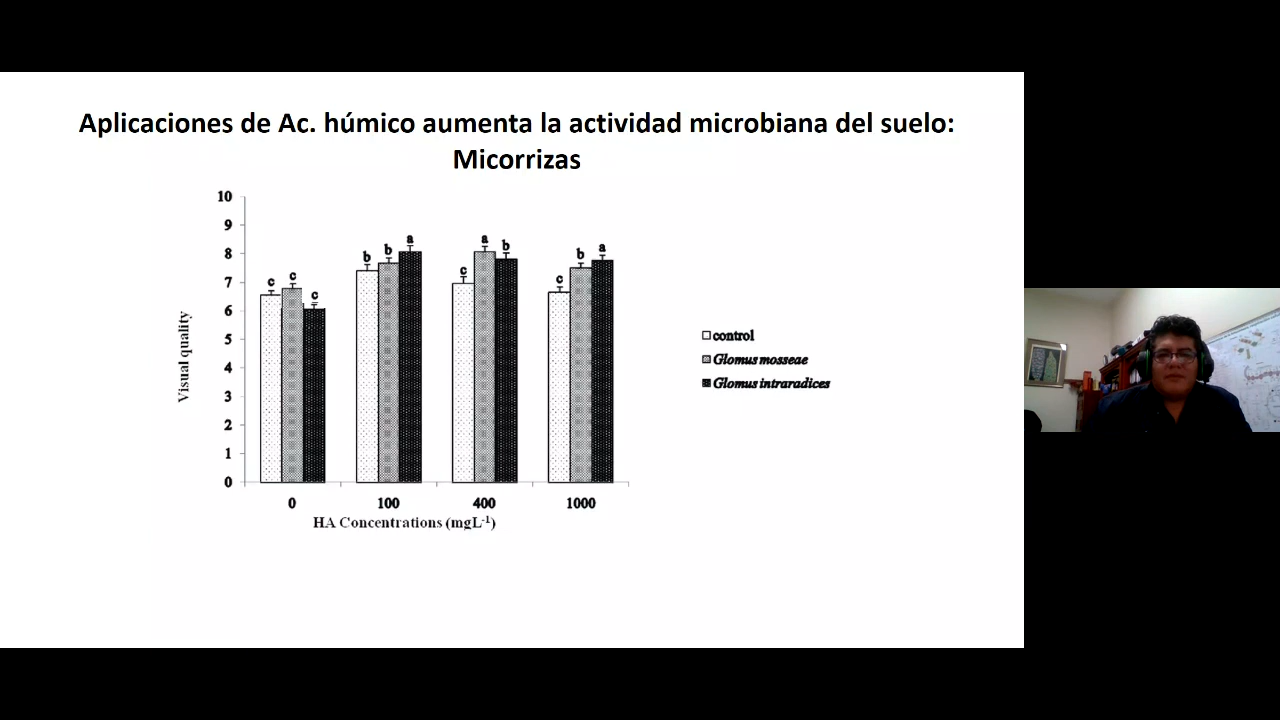 Aplicaciones de Ac. húmico aumenta la actividad microbiana del suelo:
Micorrizas
10
9
8
7
6
5
4
3
2
1
0
Visual quality
c c c
b b a
c a b
c b a
0 100 400 1000
HA Concentrations (mgL⁻¹)
control
Glomus mosseae
Glomus intraradices